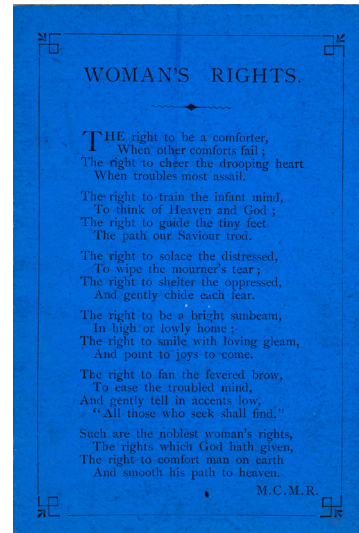 WOMAN'S RIGHTS.
THE right to be a comforter,
When other comforts fail ;
The right to cheer the drooping heart
When troubles most assail.
The right to train the infant mind,
To think of Heaven and God ;
The right to guide the tiny feet
The path our Saviour trod.
The right to solace the distressed,
To wipe the mourner's tear ;
The right to shelter the oppressed,
And gently chide each fear.
The right to be a bright sunbeam,
In high or lowly home ;
The right to smile with loving gleam,
And point to joys to come.
The right to fan the fevered brow,
To ease the troubled mind,
And gently tell in accents low,
"All those who seek shall find."
Such are the noblest woman's rights,
The rights which God hath given,
The right to comfort man on earth
And smooth his path to heaven.
M.C.M.R.